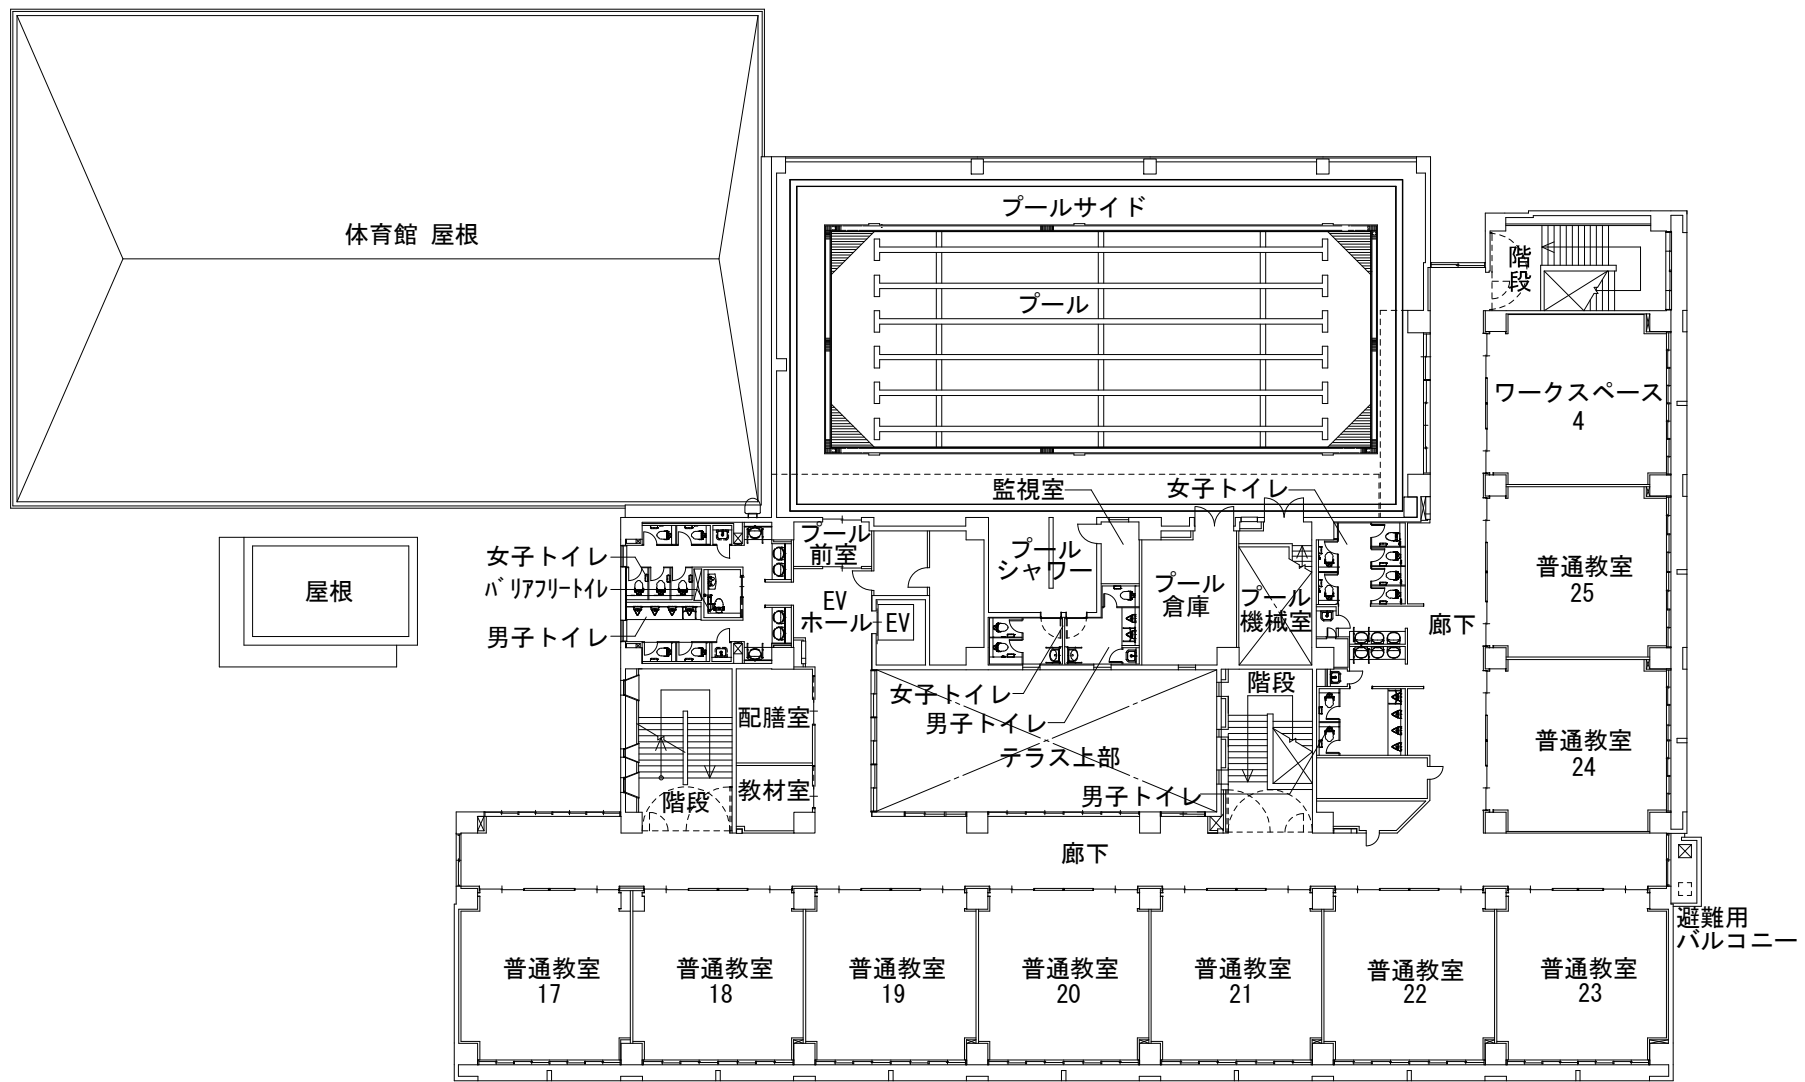 体育館 屋根
プールサイド
プール
階
段
ワークスペース
4
監視室
女子トイレ
プール
前室
プール
シャワー
女子トイレ
バリアフリートイレ
男子トイレ
屋根
EV
ホール
EV
プール
倉庫
プール
機械室
普通教室
25
廊下
女子トイレ
男子トイレ
階段
配膳室
テラス上部
普通教室
24
教材室
階段
男子トイレ
廊下
避難用
バルコニー
普通教室
17
普通教室
18
普通教室
19
普通教室
20
普通教室
21
普通教室
22
普通教室
23